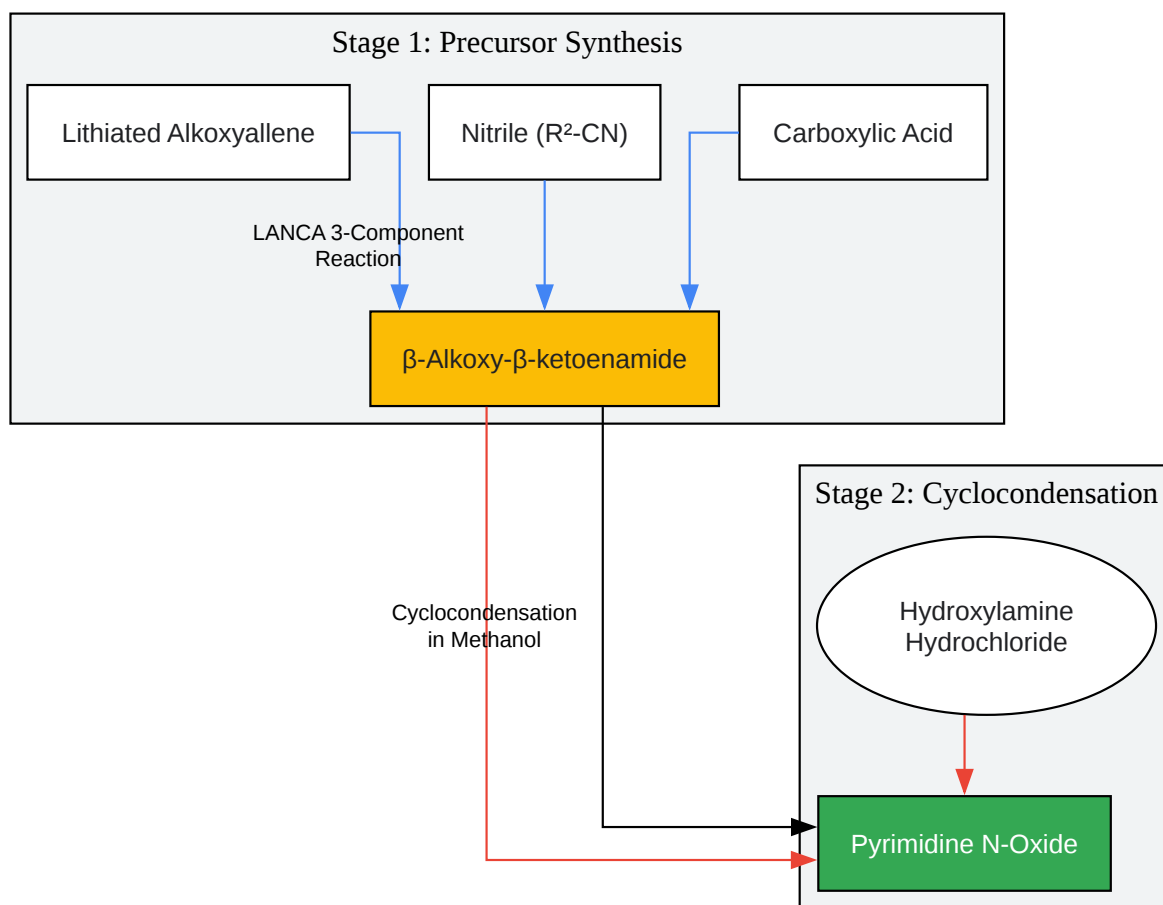 Stage 1: Precursor Synthesis
Lithiated Alkoxyallene
Nitrile (R²-CN)
Carboxylic Acid
LANCA 3-Component
Reaction
β-Alkoxy-β-ketoenamide
Stage 2: Cyclocondensation
Hydroxylamine
Hydrochloride
Cyclocondensation
in Methanol
Pyrimidine N-Oxide